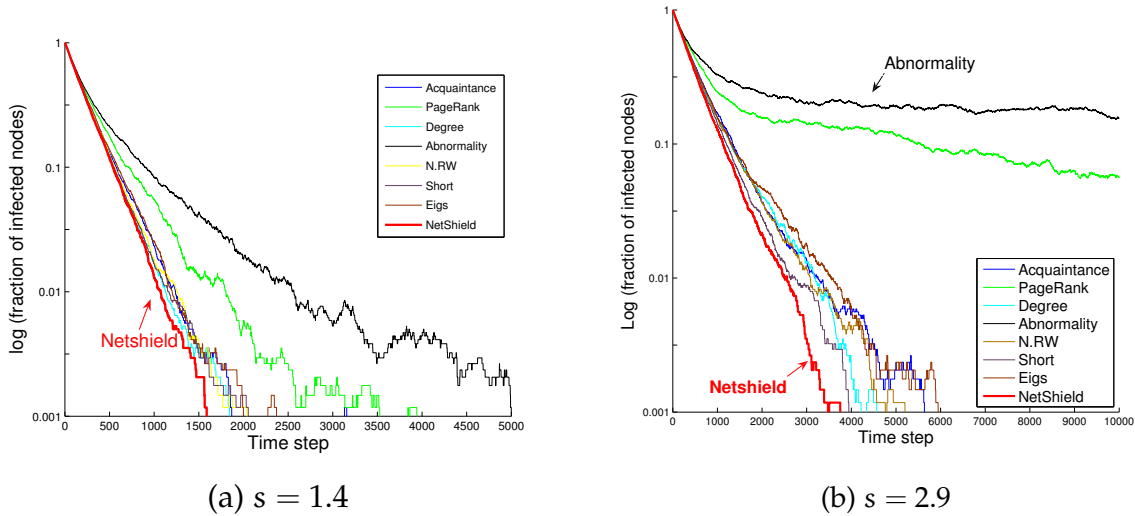 1
0.1
0.01
0.001
log (fraction of infected nodes)
0 500 1000 1500 2000 2500 3000 3500 4000 4500 5000
Time step
Acquaintance
PageRank
Degree
Abnormality
N.RW
Short
Eigs
NetShield
Netshield
(a) s = 1.4
1
0.1
0.01
0.001
Log (fraction of infected nodes)
0 1000 2000 3000 4000 5000 6000 7000 8000 9000 10000
Time step
Abnormality
Acquaintance
PageRank
Degree
Abnormality
N.RW
Short
Eigs
NetShield
Netshield
(b) s = 2.9